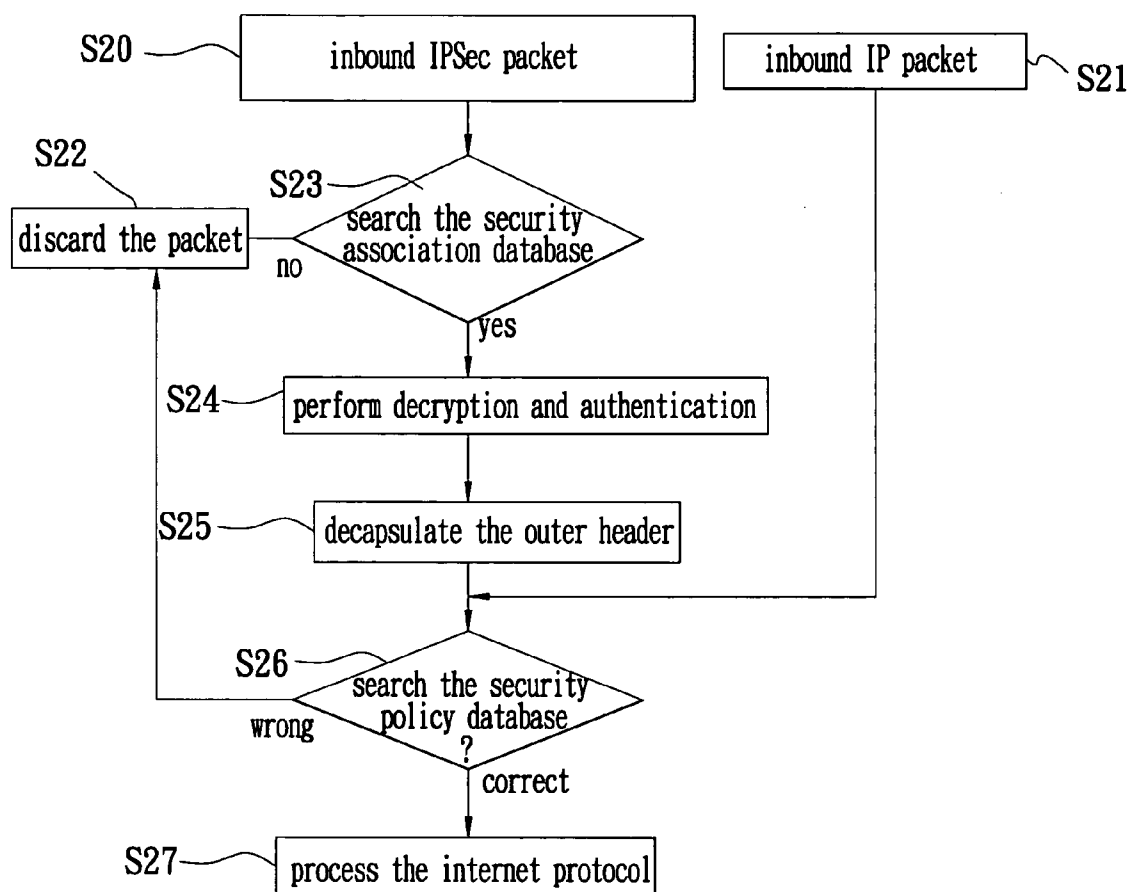 S20
inbound IPSec packet
inbound IP packet
S21
S22
S23
search the security
association database
discard the packet
no
yes
S24
perform decryption and authentication
S25
decapsulate the outer header
S26
search the security
policy database
?
wrong
correct
S27
process the internet protocol